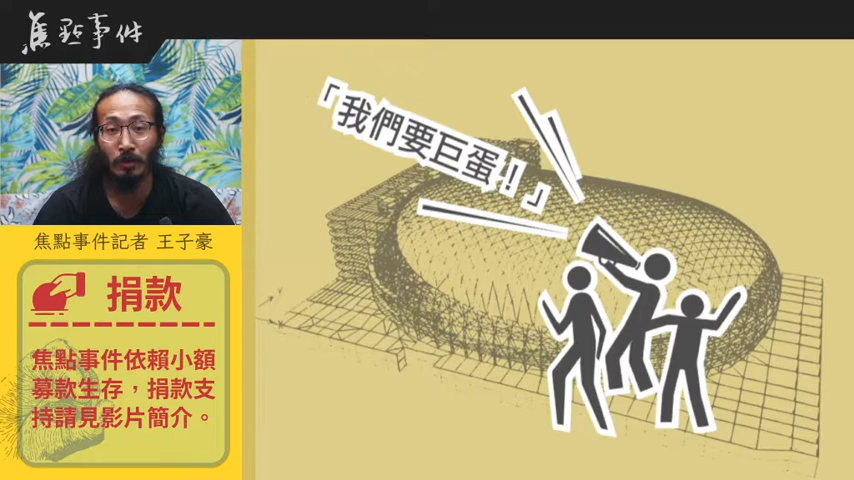 焦點事件
「我們要巨蛋！」
焦點事件記者 王子豪
捐款
焦點事件依賴小額
募款生存，捐款支
持請見影片簡介。